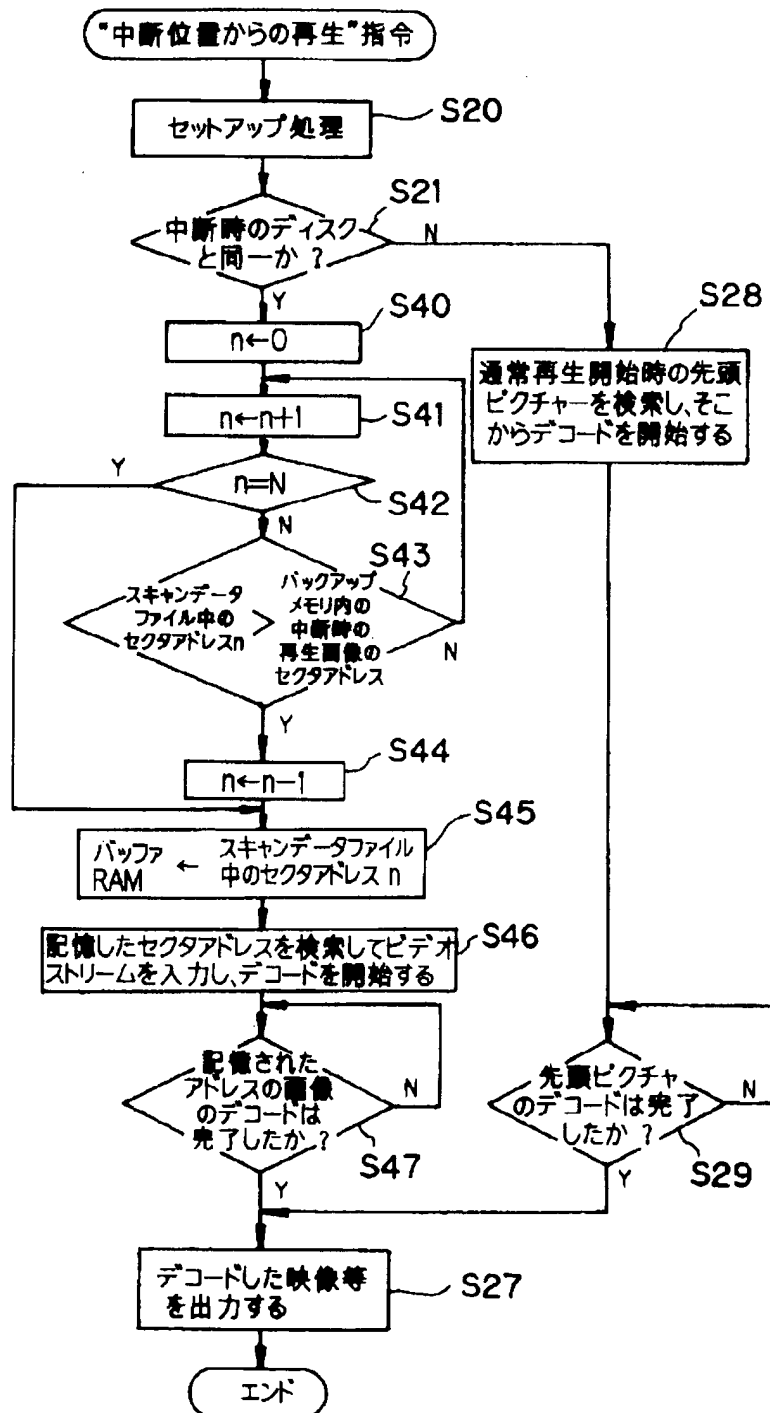 "中断位置からの再生"指令
セットアップ処理
S20
S21
中断時のディスク
と同一か?
N
Y
S40
n←0
S28
通常再生開始時の先頭
ピクチャーを検索し、そこ
からデコードを開始する
n←n+1
S41
Y
n=N
S42
N
S43
スキャンデータ
ファイル中の
セクタアドレスn
>
バックアップ
メモリ内の
中断時の
再生画像の
セクタアドレス
N
Y
S44
n←n-1
S45
バッファ
RAM
←
スキャンデータファイル
中のセクタアドレスn
記憶したセクタアドレスを検索してビデオ
ストリームを入力し、デコードを開始する
S46
記憶された
アドレスの画像
のデコードは
完了したか?
N
S47
Y
先頭ピクチャ
のデコードは完了
したか?
N
S29
Y
デコードした映像等
を出力する
S27
エンド